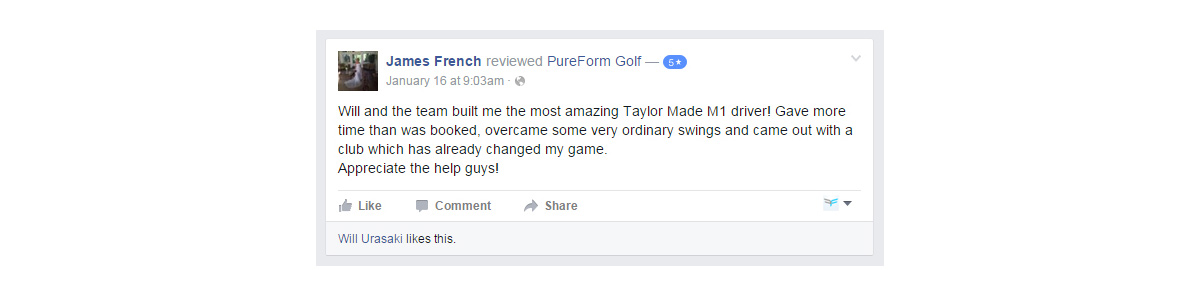 James French reviewed PureForm Golf — 5★
January 16 at 9:03am ·
Will and the team built me the most amazing Taylor Made M1 driver! Gave more
time than was booked, overcame some very ordinary swings and came out with a
club which has already changed my game.
Appreciate the help guys!
Like Comment Share
Will Urasaki likes this.